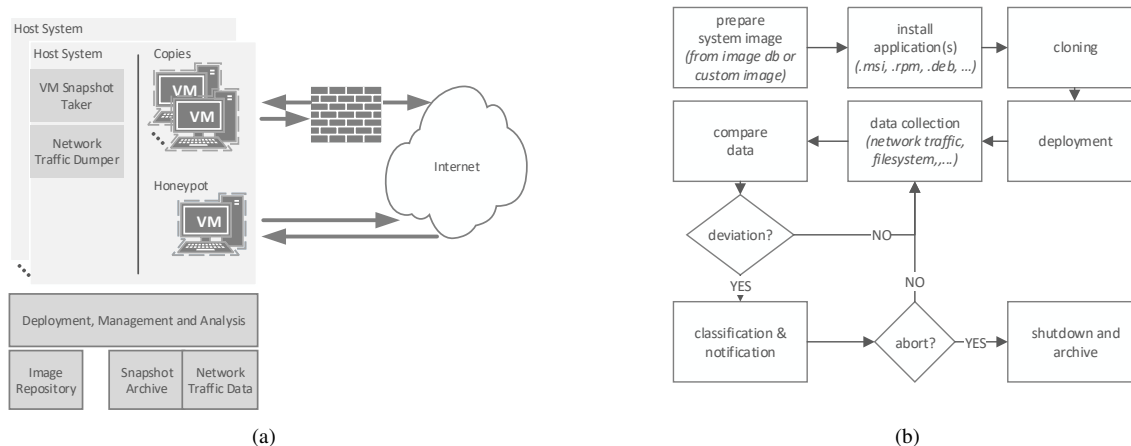 Host System
Host System
VM Snapshot
Taker
Network
Traffic Dumper
Copies
VM
VM
VM
Honeypot
VM
Internet
Deployment, Management and Analysis
Image
Repository
Snapshot
Archive
Network
Traffic Data
(a)
prepare
system image
(from image db or
custom image)
install
application(s)
(.msi, .rpm, .deb, ...)
cloning
compare
data
data collection
(network traffic,
filesystem,,...)
deployment
deviation?
NO
YES
NO
classification &
notification
abort?
YES
shutdown and
archive
(b)